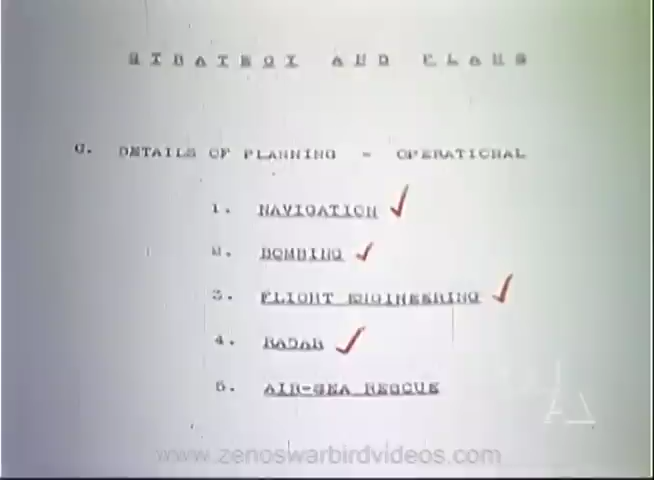 STRATEGY AND PLANS
C. DETAILS OF PLANNING - OPERATIONAL
1. NAVIGATION
2. BOMBING
3. FLIGHT ENGINEERING
4. RADAR
5. AIR-SEA RESCUE
www.zenoswarbirdvideos.com